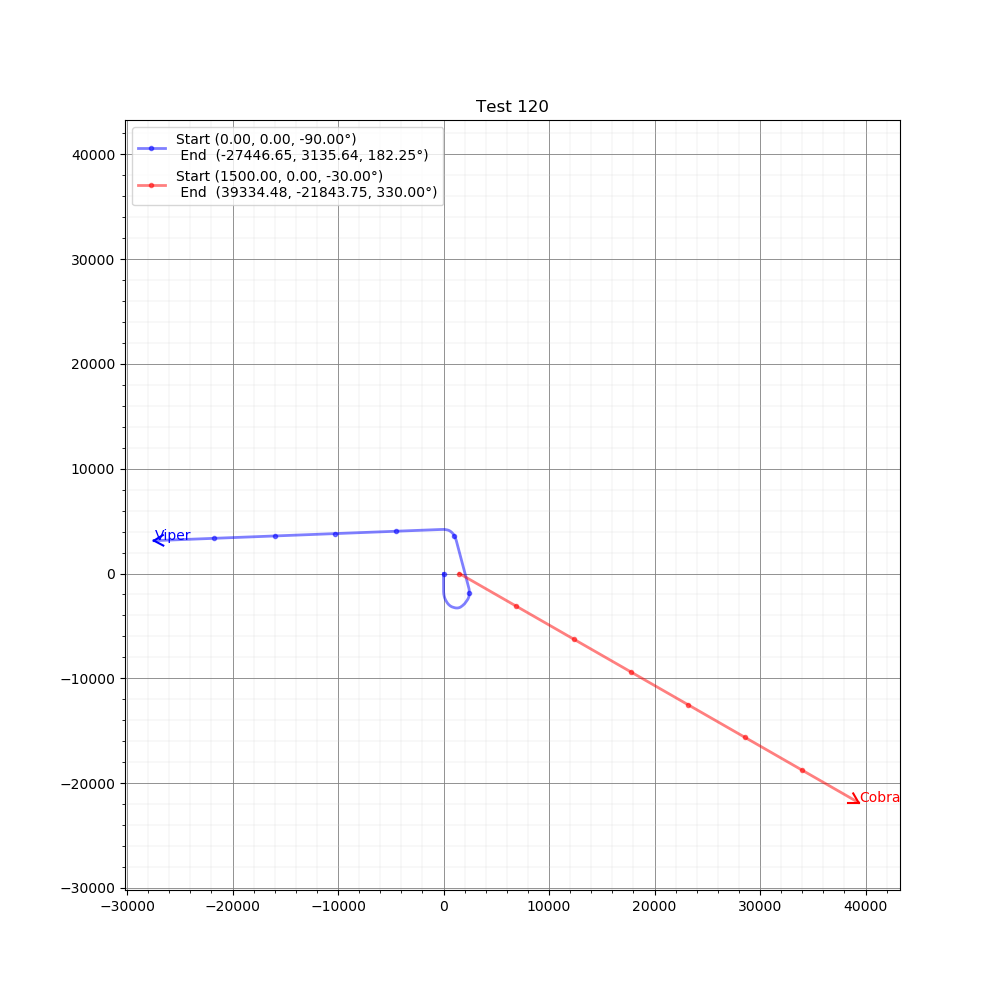 Test 120
Start (0.00, 0.00, -90.00°)
End  (-27446.65, 3135.64, 182.25°)
Start (1500.00, 0.00, -30.00°)
End  (39334.48, -21843.75, 330.00°)
40000
30000
20000
10000
0
−10000
−20000
−30000
Viper
Cobra
−30000 −20000 −10000 0 10000 20000 30000 40000